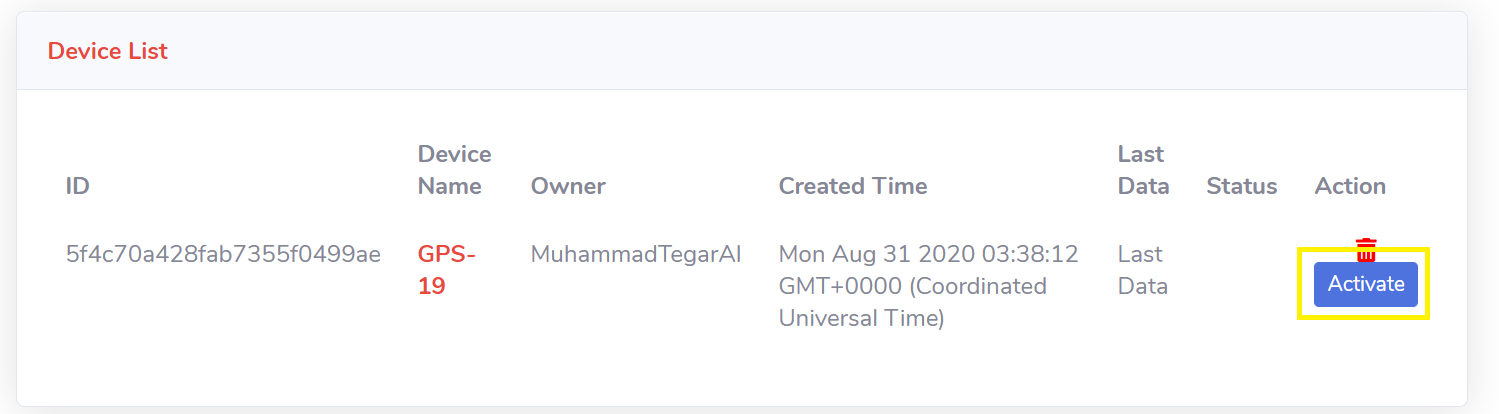 Device List
ID
Device
Name
Owner
Created Time
Last
Data
Status
Action
5f4c70a428fab7355f0499ae
GPS-
19
MuhammadTegarAl
Mon Aug 31 2020 03:38:12
GMT+0000 (Coordinated
Universal Time)
Last
Data
Activate